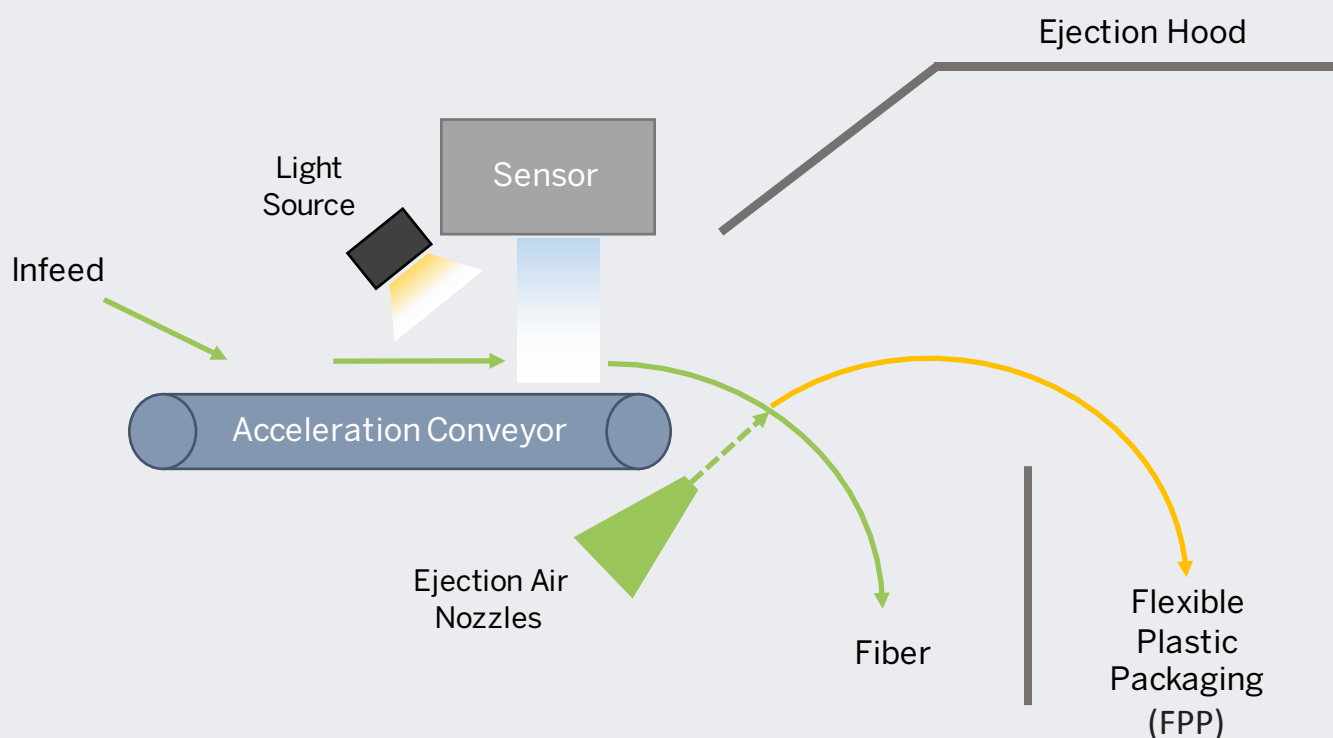 Ejection Hood
Light
Source
Sensor
Infeed
Acceleration Conveyor
Ejection Air
Nozzles
Fiber
Flexible
Plastic
Packaging
(FPP)